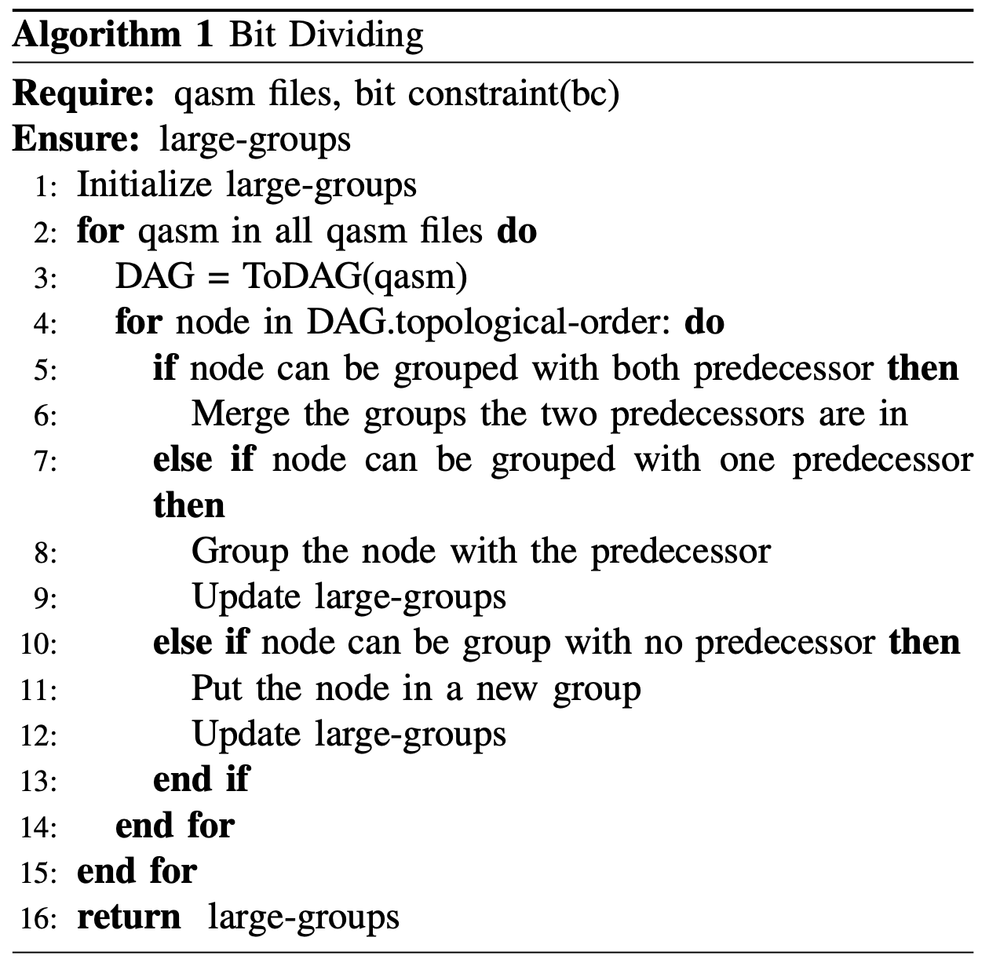 Algorithm 1 Bit Dividing
Require: qasm files, bit constraint(bc)
Ensure: large-groups
1: Initialize large-groups
2: for qasm in all qasm files do
3: DAG = ToDAG(qasm)
4: for node in DAG.topological-order: do
5: if node can be grouped with both predecessor then
6: Merge the groups the two predecessors are in
7: else if node can be grouped with one predecessor
then
8: Group the node with the predecessor
9: Update large-groups
10: else if node can be group with no predecessor then
11: Put the node in a new group
12: Update large-groups
13: end if
14: end for
15: end for
16: return large-groups